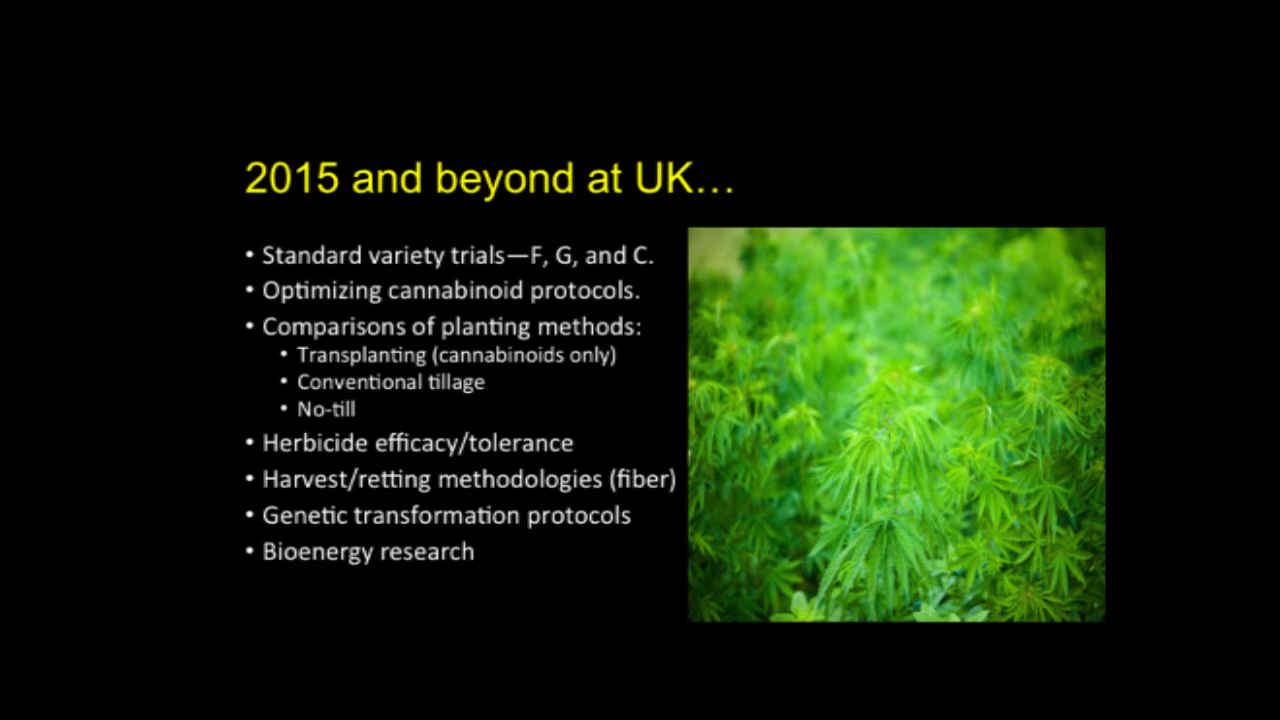 2015 and beyond at UK…
• Standard variety trials—F, G, and C.
• Optimizing cannabinoid protocols.
• Comparisons of planting methods:
• Transplanting (cannabinoids only)
• Conventional tillage
• No-till
• Herbicide efficacy/tolerance
• Harvest/retting methodologies (fiber)
• Genetic transformation protocols
• Bioenergy research